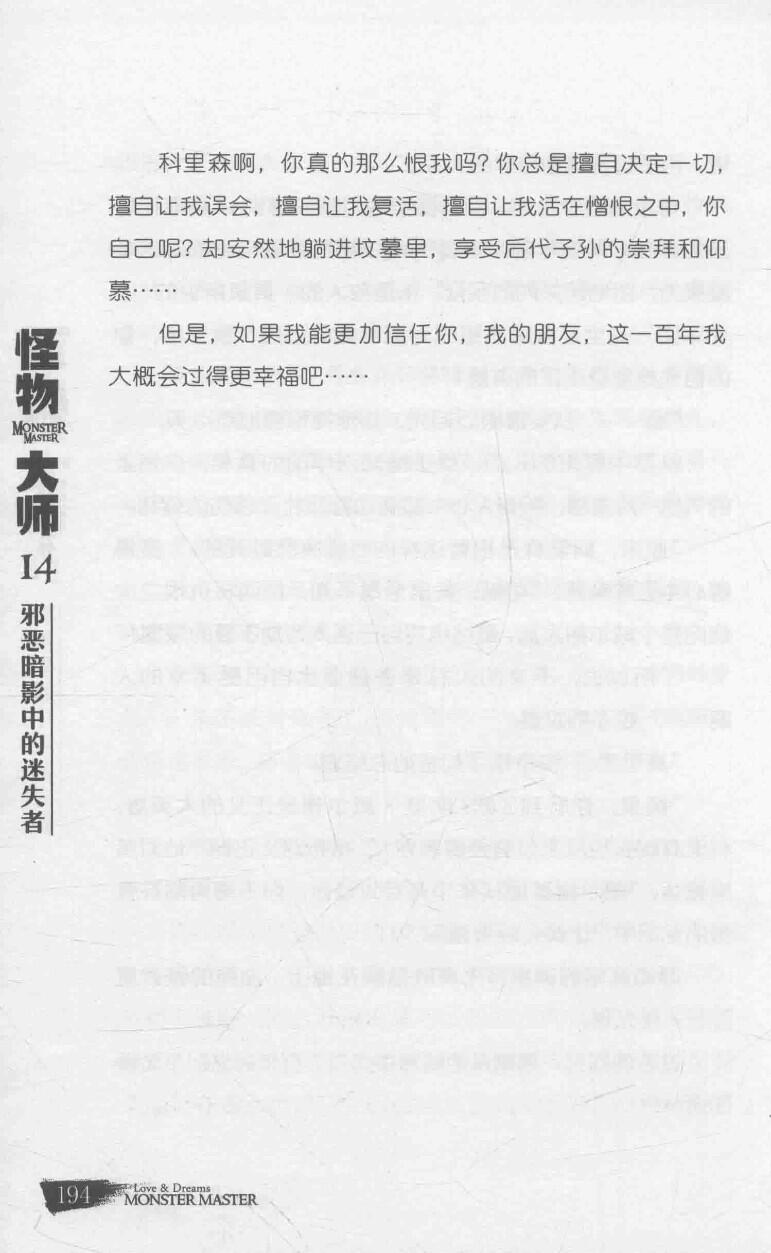 科里森啊，你真的那么恨我吗？你总是擅自决定一切，
擅自让我误会，擅自让我复活，擅自让我活在憎恨之中，你
自己呢？却安然地躺进坟墓里，享受后代子孙的崇拜和仰
慕……
但是，如果我能更加信任你，我的朋友，这一百年我
大概会过得更幸福吧……
怪物
MONSTER
MASTER
大师
14
邪恶暗影中的迷失者
194
Love & Dreams
MONSTER MASTER